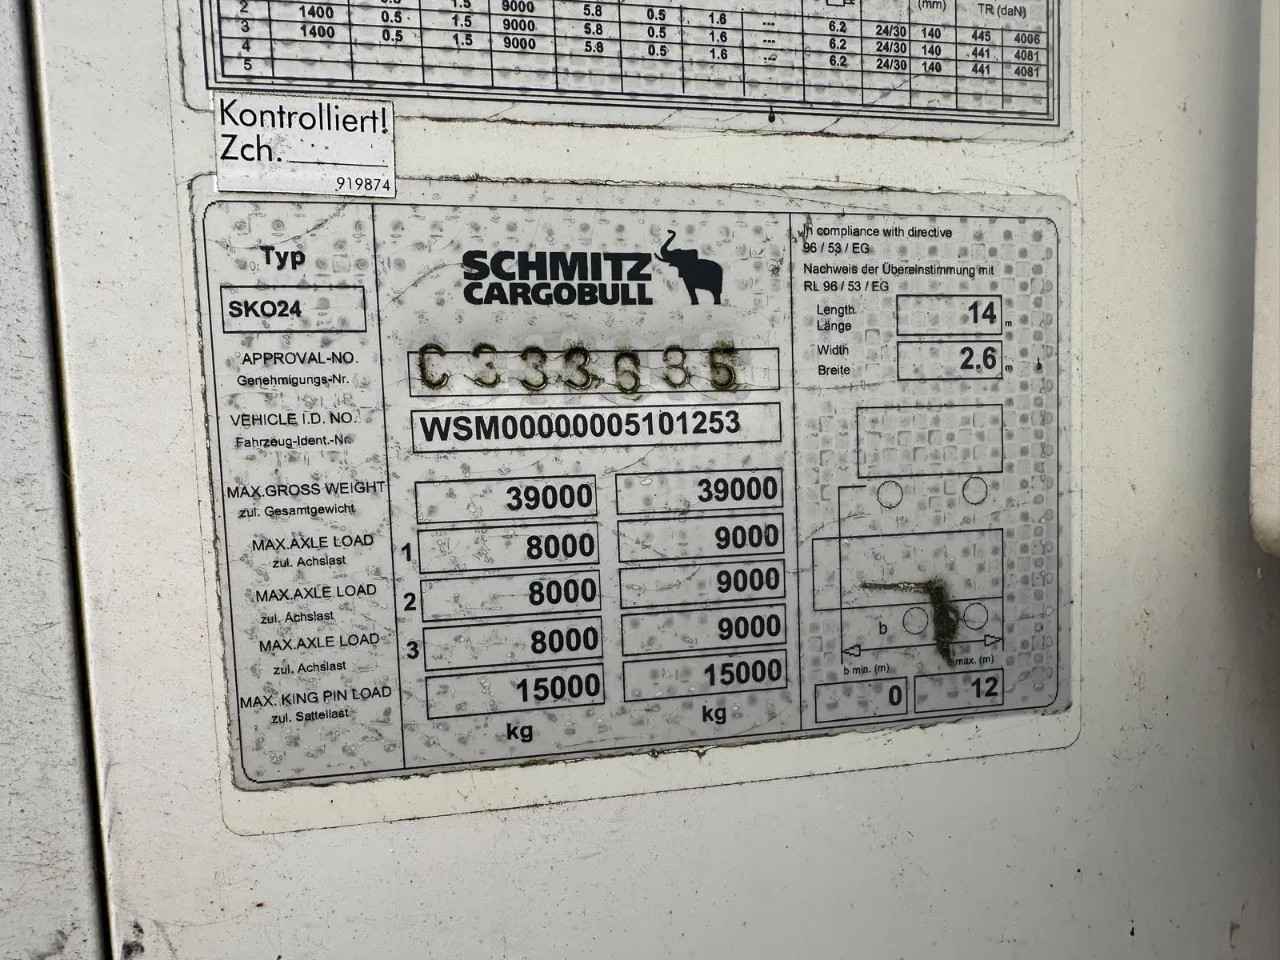 (mm) TR (daN)
2 1400 0.5 1.5 9000 5.8 0.5 1.6 --- 6.2 24/30 140 445 4006
3 1400 0.5 1.5 9000 5.8 0.5 1.6 --- 6.2 24/30 140 441 4081
4 6.2 24/30 140 441 4081
5
Kontrolliert!
Zch.
919874
Typ
SKO24
SCHMITZ
CARGOBULL
In compliance with directive
96 / 53 / EG
Nachweis der Übereinstimmung mit
RL 96 / 53 / EG
Length
Länge
14 m
Width
Breite
2.6 m
APPROVAL-NO.
Genehmigungs-Nr.
C333636
VEHICLE I.D. NO.
Fahrzeug-Ident.-Nr.
WSM00000005101253
MAX.GROSS WEIGHT
zul. Gesamtgewicht
39000 39000
MAX.AXLE LOAD
zul. Achslast
1 8000 9000
MAX.AXLE LOAD
zul. Achslast
2 8000 9000
MAX.AXLE LOAD
zul. Achslast
3 8000 9000
MAX. KING PIN LOAD
zul. Sattellast
15000 15000
kg kg
b
b min. (m) max. (m)
0 12